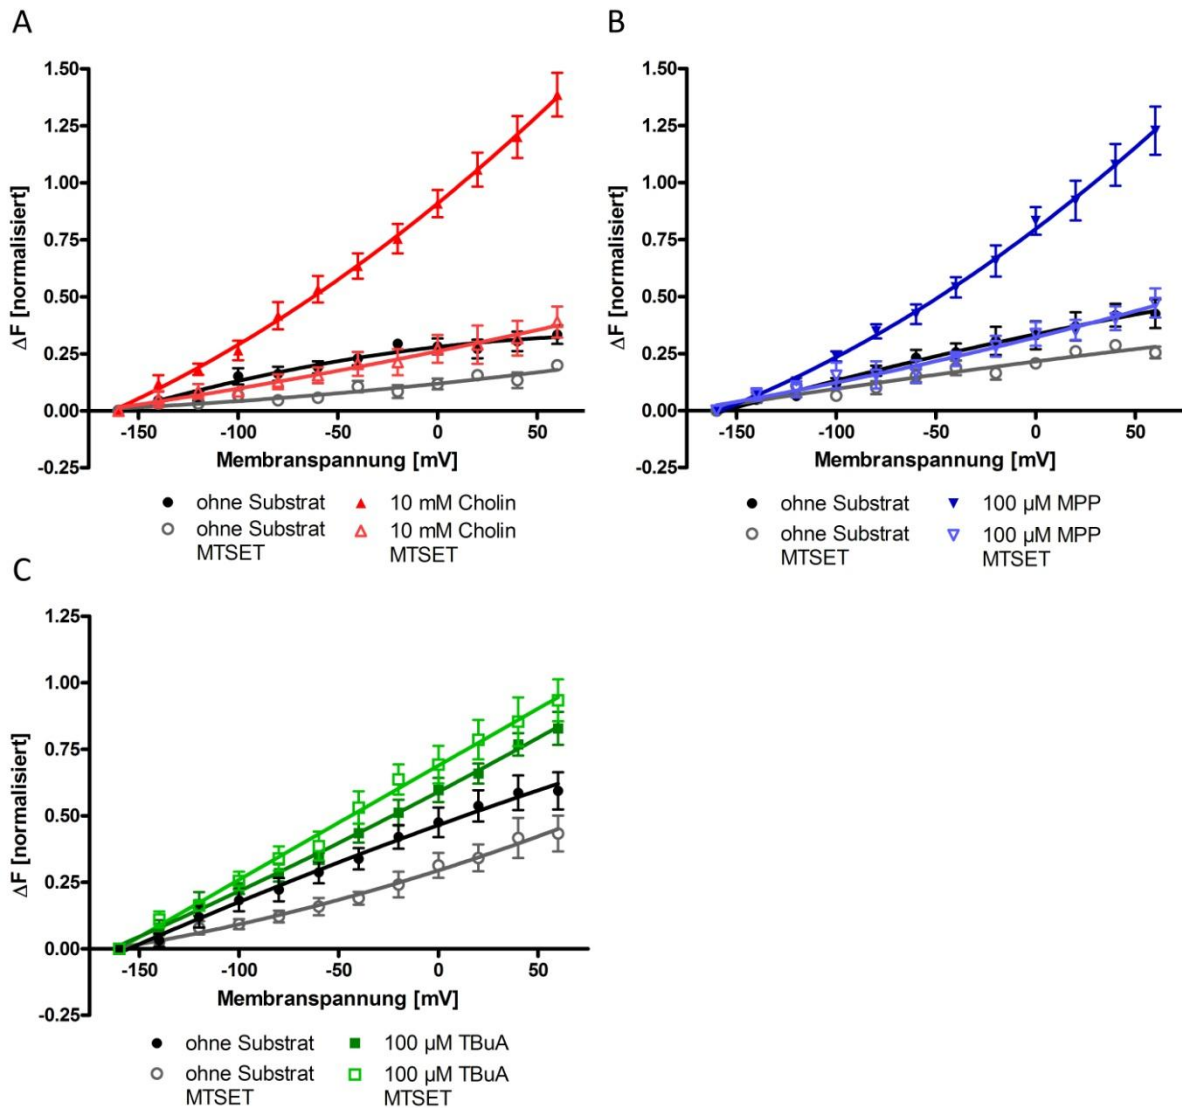 A
1.50
1.25
1.00
0.75
0.50
0.25
0.00
-0.25
ΔF [normalisiert]
-150
-100
-50
0
50
Membranspannung [mV]
ohne Substrat
10 mM Cholin
ohne Substrat
MTSET
10 mM Cholin
MTSET
B
1.50
1.25
1.00
0.75
0.50
0.25
0.00
-0.25
ΔF [normalisiert]
-150
-100
-50
0
50
Membranspannung [mV]
ohne Substrat
100 µM MPP
ohne Substrat
MTSET
100 µM MPP
MTSET
C
1.25
1.00
0.75
0.50
0.25
0.00
-0.25
ΔF [normalisiert]
-150
-100
-50
0
50
Membranspannung [mV]
ohne Substrat
100 µM TBuA
ohne Substrat
MTSET
100 µM TBuA
MTSET